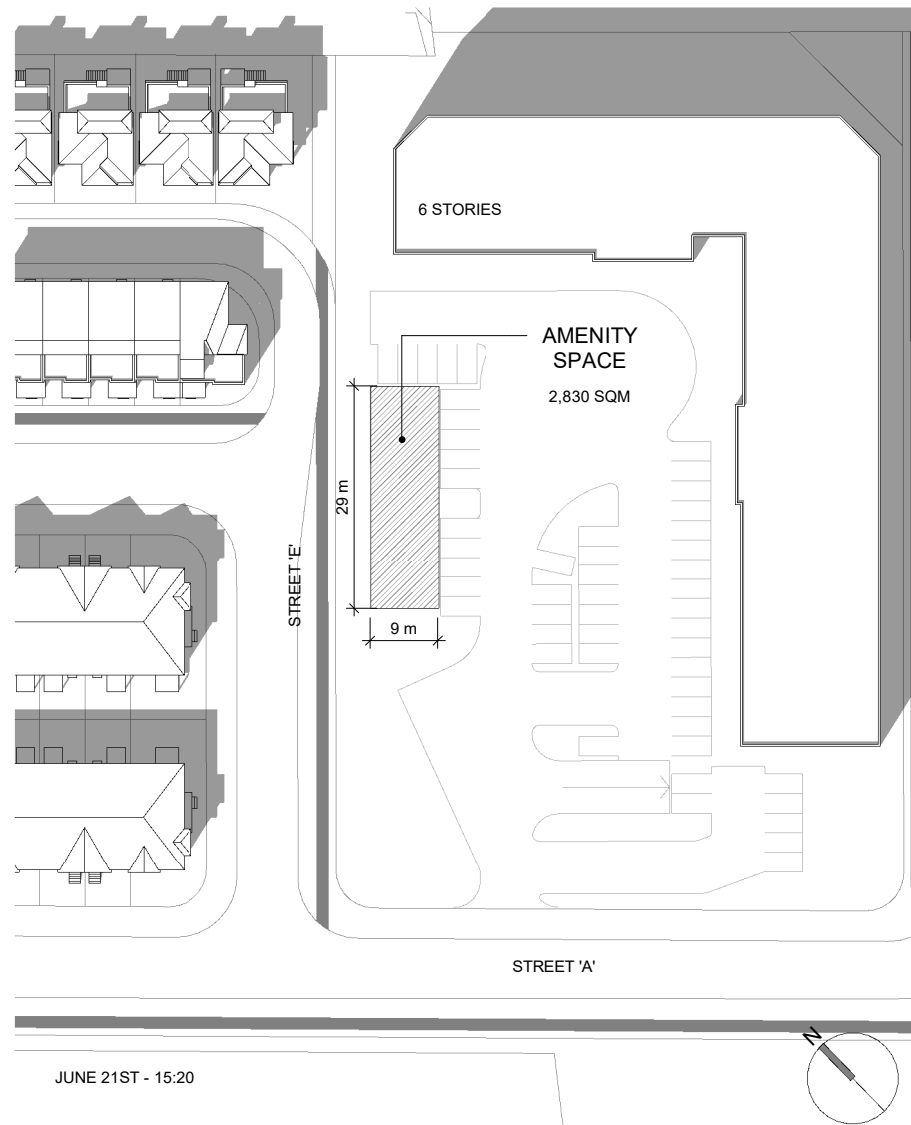 6 STORIES
AMENITY
SPACE
2,830 SQM
29 m
STREET 'E'
9 m
STREET 'A'
N
JUNE 21ST - 15:20